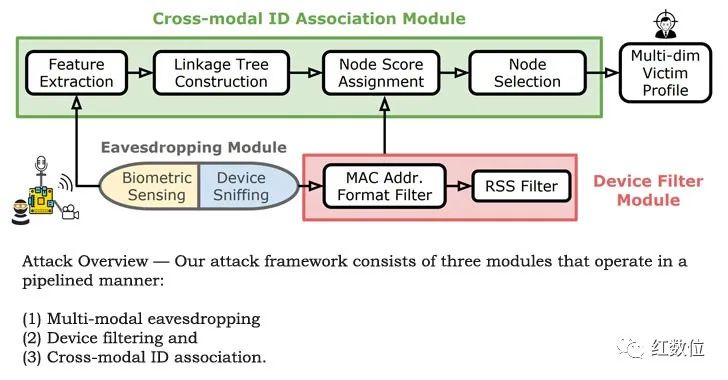 Cross-modal ID Association Module
Feature
Extraction
Linkage Tree
Construction
Node Score
Assignment
Node
Selection
Multi-dim
Victim
Profile
Eavesdropping Module
Biometric
Sensing
Device
Sniffing
MAC Addr.
Format Filter
RSS Filter
Device Filter
Module
Attack Overview — Our attack framework consists of three modules that operate in a
pipelined manner:
(1) Multi-modal eavesdropping
(2) Device filtering and
(3) Cross-modal ID association.
红数位